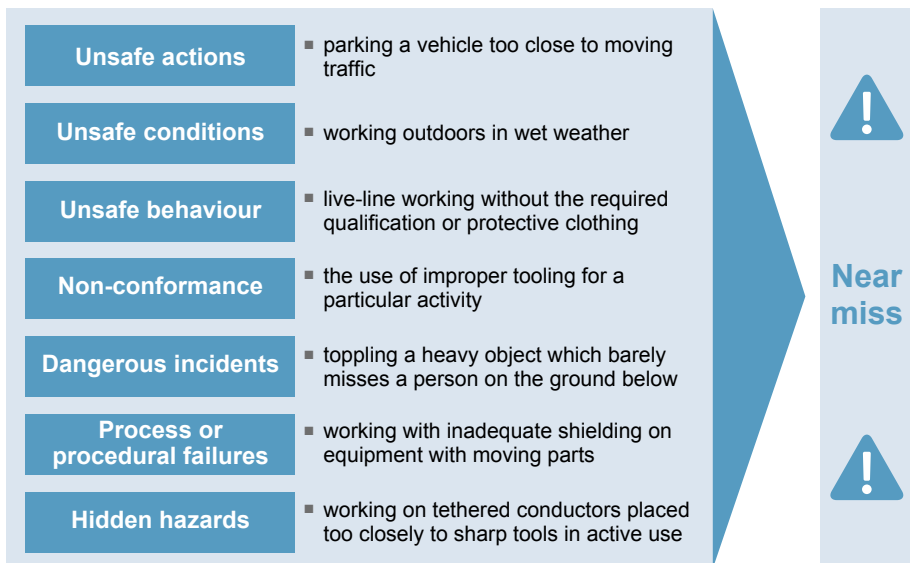 Unsafe actions
▪ parking a vehicle too close to moving
traffic
Unsafe conditions
▪ working outdoors in wet weather
Unsafe behaviour
▪ live-line working without the required
qualification or protective clothing
Non-conformance
▪ the use of improper tooling for a
particular activity
Dangerous incidents
▪ toppling a heavy object which barely
misses a person on the ground below
Process or
procedural failures
▪ working with inadequate shielding on
equipment with moving parts
Hidden hazards
▪ working on tethered conductors placed
too closely to sharp tools in active use
!
Near
miss
!